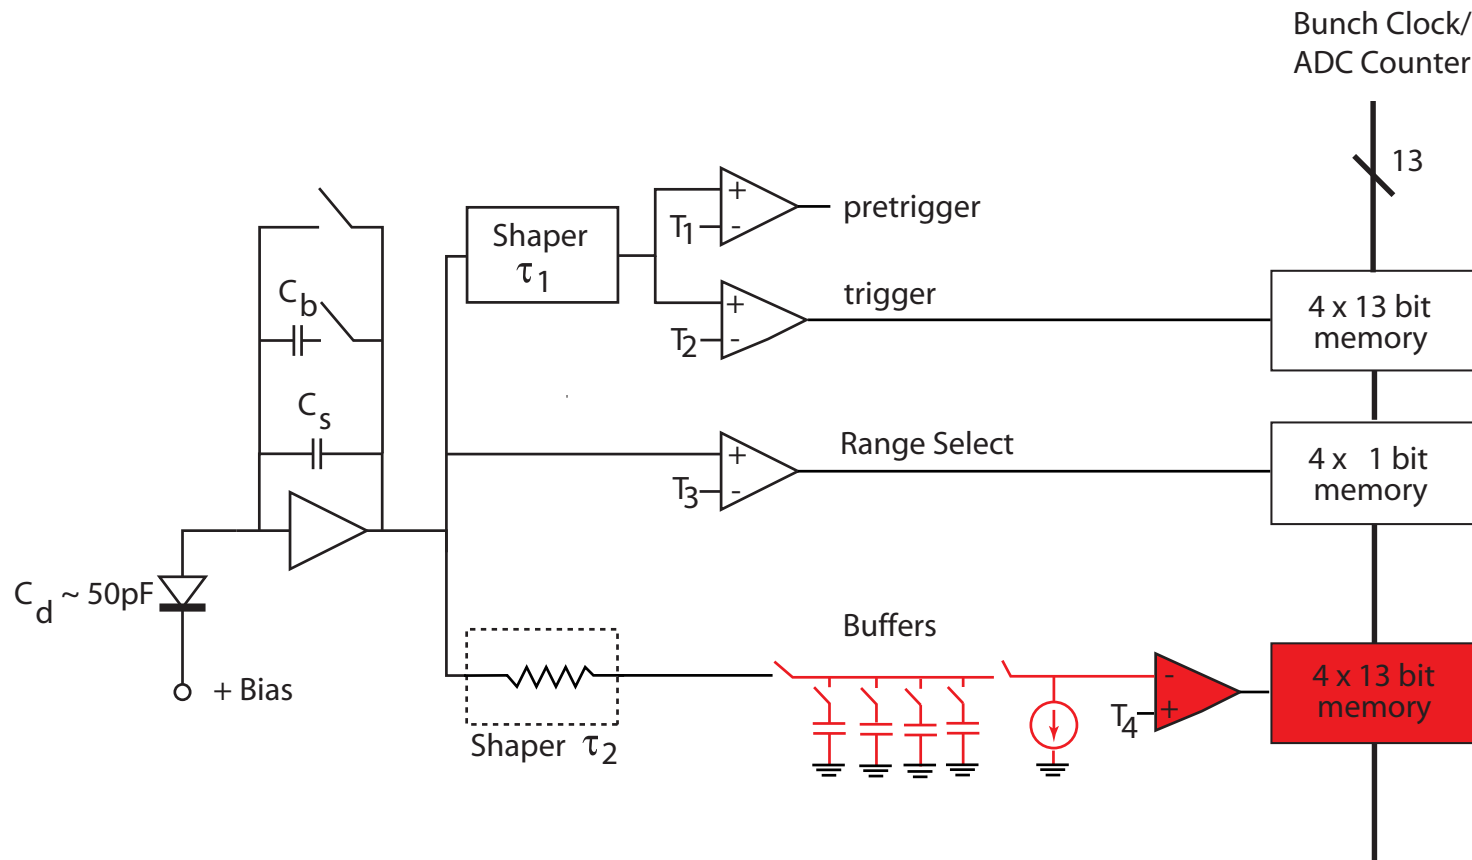 Bunch Clock/
ADC Counter
13
pretrigger
Shaper
τ1
+
T1
-
trigger
+
T2
-
Cb
4 x 13 bit
memory
Cs
Range Select
+
T3
-
4 x 1 bit
memory
Cd ~ 50pF
+ Bias
Buffers
Shaper τ2
-
T4
+
4 x 13 bit
memory